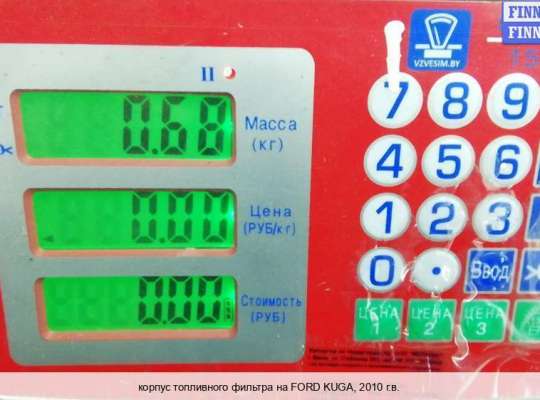 FINN
FINN
VZVESIM.BY
II
0.68
Масса
(кг)
0.00
Цена
(РУБ/кг)
0.00
Стоимость
(РУБ)
7 8 9
4 5 6
1 2 3
0 . Ввод
ЦЕНА 1
ЦЕНА 2
ЦЕНА 3
корпус топливного фильтра на FORD KUGA, 2010 г.в.